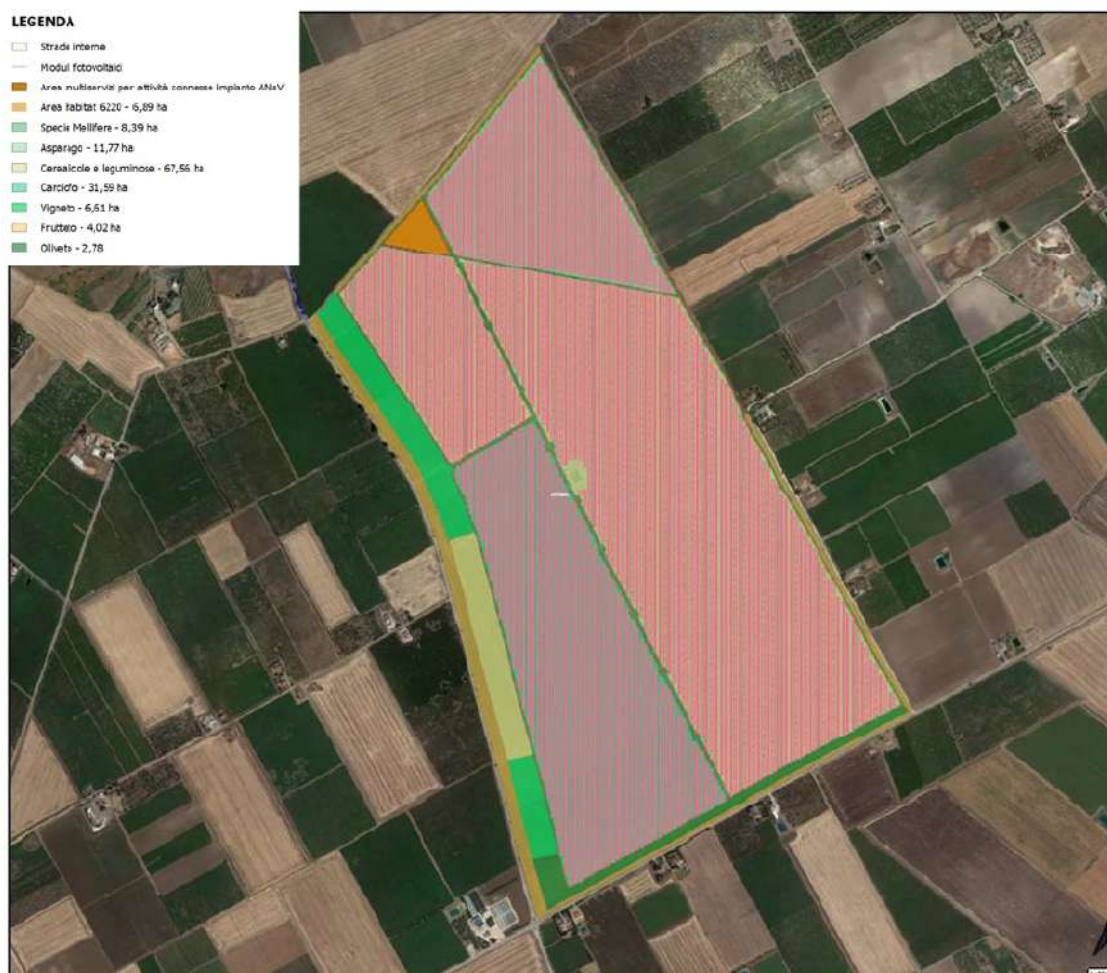 LEGENDA
Strade interne
Moduli fotovoltaici
Area multiservizi per attività connesse impianto
Area habitat 6220 - 6,89 ha
Specie Mellifere - 8,39 ha
Asparago - 11,77 ha
Cerealicole e leguminose - 67,56 ha
Carciofo - 31,59 ha
Vigneto - 6,61 ha
Frutteto - 4,02 ha
Oliveto - 2,78